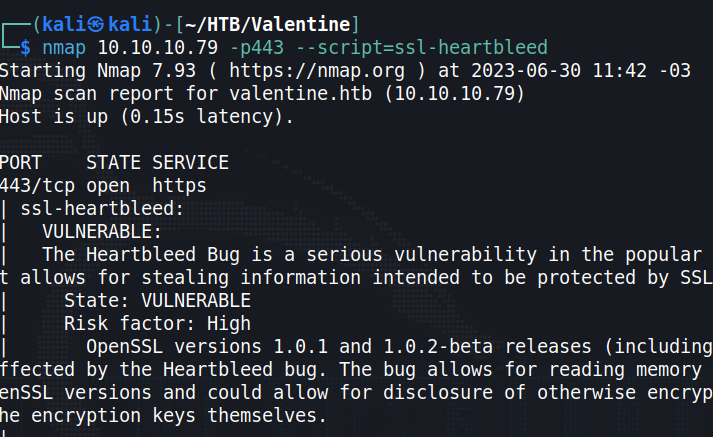 ┌──(kali㉿kali)-[~/HTB/Valentine]
└─$ nmap 10.10.10.79 -p443 --script=ssl-heartbleed
Starting Nmap 7.93 ( https://nmap.org ) at 2023-06-30 11:42 -03
Nmap scan report for valentine.htb (10.10.10.79)
Host is up (0.15s latency).
PORT    STATE SERVICE
443/tcp open  https
| ssl-heartbleed:
|   VULNERABLE:
|   The Heartbleed Bug is a serious vulnerability in the popular
t allows for stealing information intended to be protected by SSL
|     State: VULNERABLE
|     Risk factor: High
|       OpenSSL versions 1.0.1 and 1.0.2-beta releases (including
ffected by the Heartbleed bug. The bug allows for reading memory
enSSL versions and could allow for disclosure of otherwise encryp
he encryption keys themselves.
|